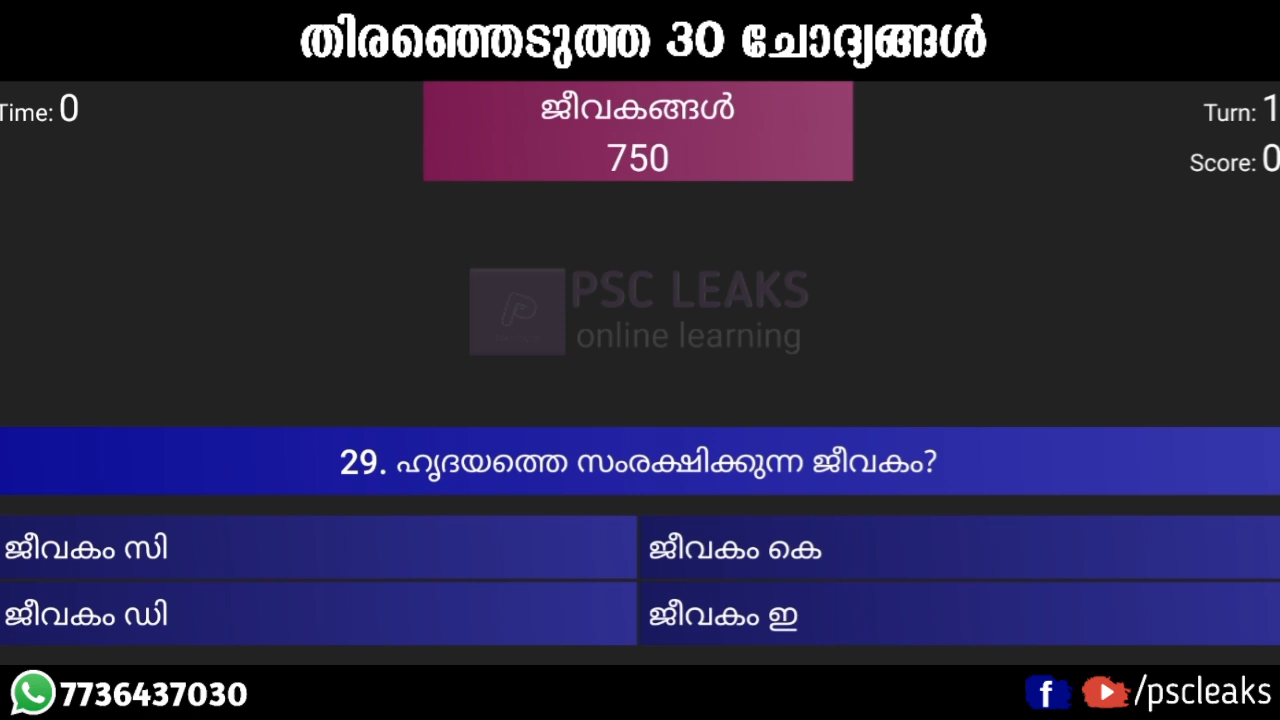 തിരഞ്ഞെടുത്ത 30 ചോദ്യങ്ങൾ
Time: 0
ജീവകങ്ങൾ
750
Turn: 1
Score: 0
PSC LEAKS
online learning
29. ഹൃദയത്തെ സംരക്ഷിക്കുന്ന ജീവകം?
ജീവകം സി
ജീവകം കെ
ജീവകം ഡി
ജീവകം ഇ
7736437030
/pscleaks